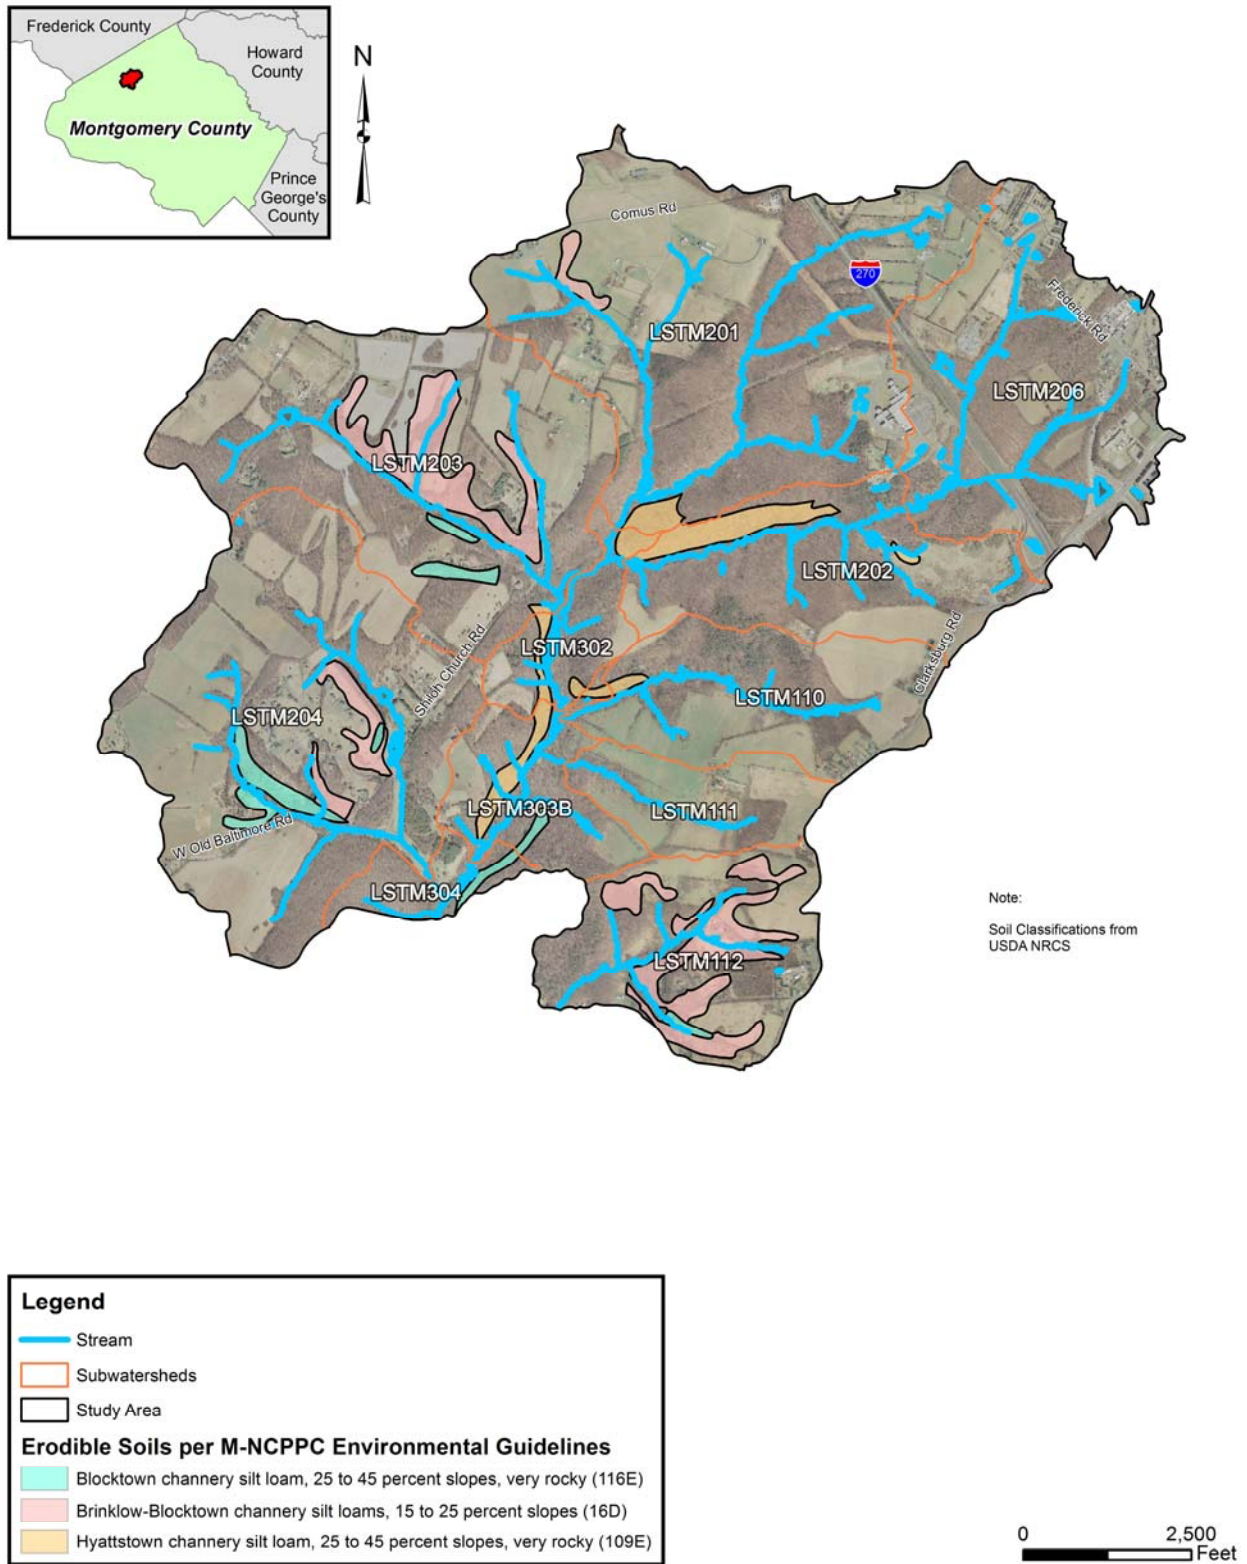 Frederick County
Howard
County
Montgomery County
Prince
George's
County
N
Comus Rd
270
LSTM201
Frederick Rd
LSTM206
LSTM203
LSTM202
Clarksburg Rd
LSTM302
Shiloh Church Rd
LSTM110
LSTM204
LSTM303B
LSTM111
W Old Baltimore Rd
LSTM304
LSTM112
Note:
Soil Classifications from
USDA NRCS
Legend
Stream
Subwatersheds
Study Area
Erodible Soils per M-NCPPC Environmental Guidelines
Blocktown channery silt loam, 25 to 45 percent slopes, very rocky (116E)
Brinklow-Blocktown channery silt loams, 15 to 25 percent slopes (16D)
Hyattstown channery silt loam, 25 to 45 percent slopes, very rocky (109E)
0 2,500
Feet